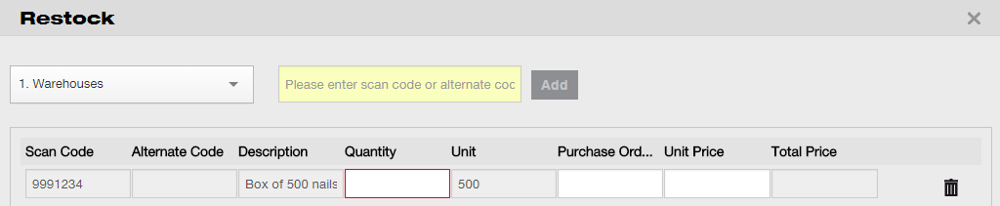 Restock
1. Warehouses
Please enter scan code or alternate coc
Add
Scan Code Alternate Code Description Quantity Unit Purchase Ord... Unit Price Total Price
9991234 Box of 500 nails 500